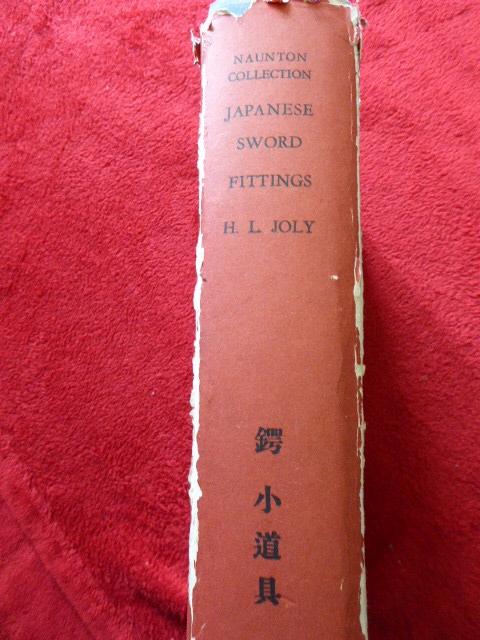 NAUNTON
COLLECTION
JAPANESE
SWORD
FITTINGS
H. L. JOLY
鍔
小道具